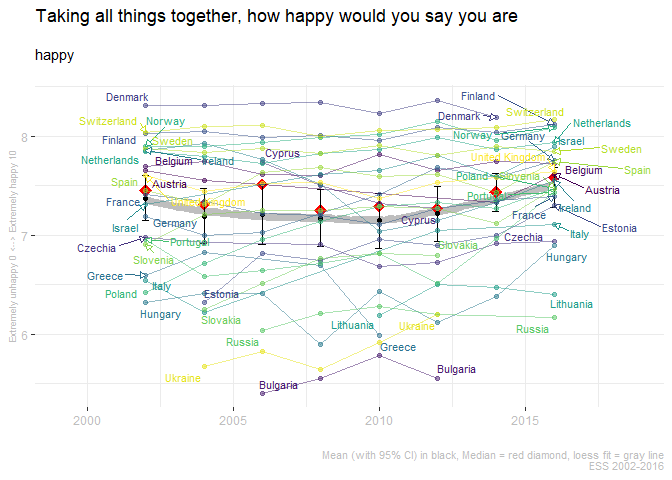 Taking all things together, how happy would you say you are
happy
Extremely unhappy 0 <-> Extremely happy 10
8
7
6
2000
2005
2010
2015
Denmark
Switzerland
Norway
Finland
Sweden
Netherlands
Belgium
Ireland
Spain
Austria
France
United Kingdom
Israel
Germany
Czechia
Portugal
Slovenia
Greece
Italy
Poland
Estonia
Hungary
Slovakia
Russia
Ukraine
Bulgaria
Cyprus
Lithuania
Ukraine
Greece
Bulgaria
Cyprus
Slovakia
Finland
Denmark
Switzerland
Netherlands
Norway
Germany
Israel
Sweden
United Kingdom
Belgium
Spain
Poland
Slovenia
Portugal
Austria
Ireland
France
Estonia
Czechia
Italy
Hungary
Lithuania
Russia
Mean (with 95% CI) in black, Median = red diamond, loess fit = gray line
ESS 2002-2016